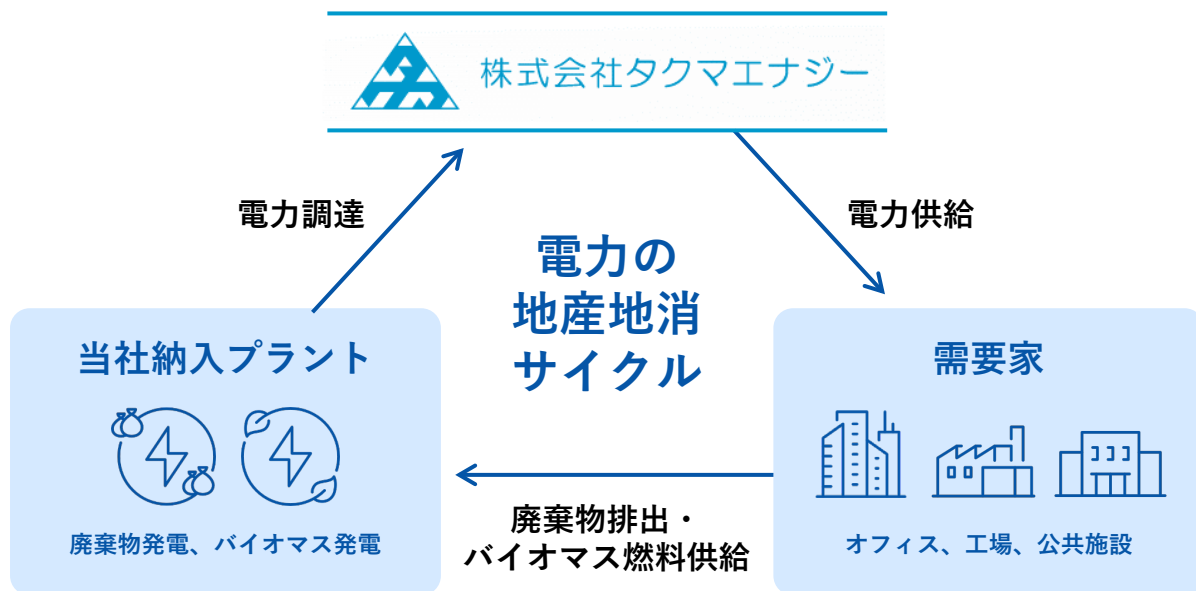 株式会社タクマエナジー
電力調達
電力供給
電力の
地産地消
サイクル
当社納入プラント
廃棄物発電、バイオマス発電
需要家
オフィス、工場、公共施設
廃棄物排出・
バイオマス燃料供給